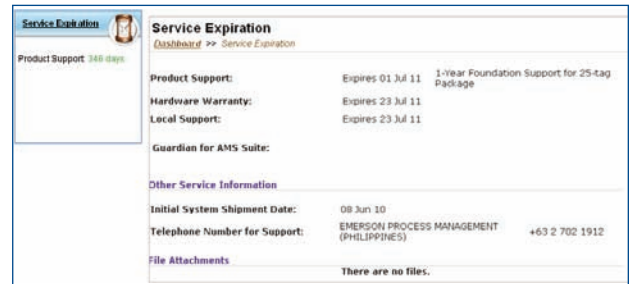 Service Expiration
Product Support 346 days
Service Expiration
Dashboard >> Service Expiration
Product Support: Expires 01 Jul 11 1-Year Foundation Support for 25-tag
Package
Hardware Warranty: Expires 23 Jul 11
Local Support: Expires 23 Jul 11
Guardian for AMS Suite:
Other Service Information
Initial System Shipment Date: 08 Jun 10
Telephone Number for Support: EMERSON PROCESS MANAGEMENT +63 2 702 1912
(PHILIPPINES)
File Attachments
There are no files.